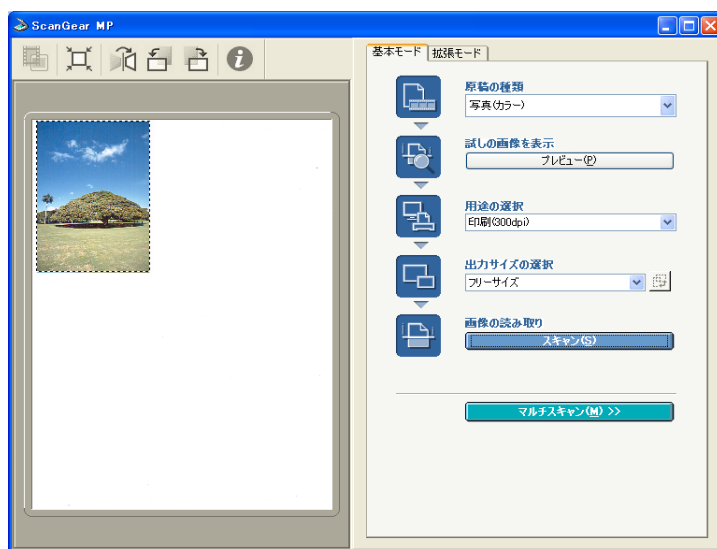 ScanGear MP
基本モード
拡張モード
原稿の種類
写真(カラー)
試しの画像を表示
プレビュー(P)
用途の選択
印刷(300dpi)
出力サイズの選択
フリーサイズ
画像の読み取り
スキャン(S)
マルチスキャン(M) >>